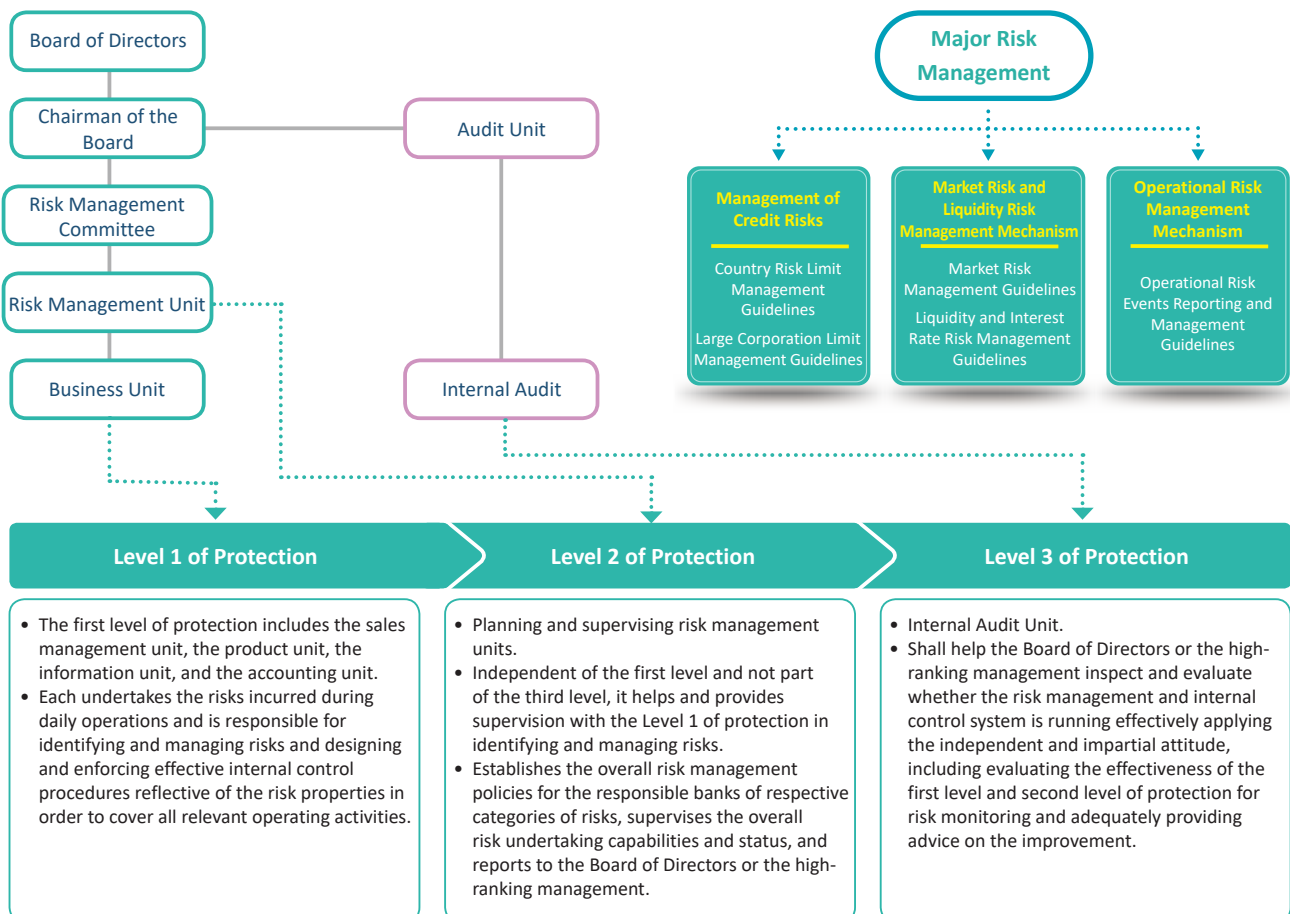 Board of Directors
Chairman of the
Board
Audit Unit
Risk Management
Committee
Risk Management Unit
Business Unit
Internal Audit
Major Risk
Management
Management of
Credit Risks
Country Risk Limit
Management
Guidelines
Large Corporation Limit
Management Guidelines
Market Risk and
Liquidity Risk
Management Mechanism
Market Risk
Management Guidelines
Liquidity and Interest
Rate Risk Management
Guidelines
Operational Risk
Management
Mechanism
Operational Risk
Events Reporting and
Management
Guidelines
Level 1 of Protection
• The first level of protection includes the sales
management unit, the product unit, the
information unit, and the accounting unit.
• Each undertakes the risks incurred during
daily operations and is responsible for
identifying and managing risks and designing
and enforcing effective internal control
procedures reflective of the risk properties in
order to cover all relevant operating activities.
Level 2 of Protection
• Planning and supervising risk management
units.
• Independent of the first level and not part
of the third level, it helps and provides
supervision with the Level 1 of protection in
identifying and managing risks.
• Establishes the overall risk management
policies for the responsible banks of respective
categories of risks, supervises the overall
risk undertaking capabilities and status, and
reports to the Board of Directors or the high-
ranking management.
Level 3 of Protection
• Internal Audit Unit.
• Shall help the Board of Directors or the high-
ranking management inspect and evaluate
whether the risk management and internal
control system is running effectively applying
the independent and impartial attitude,
including evaluating the effectiveness of the
first level and second level of protection for
risk monitoring and adequately providing
advice on the improvement.